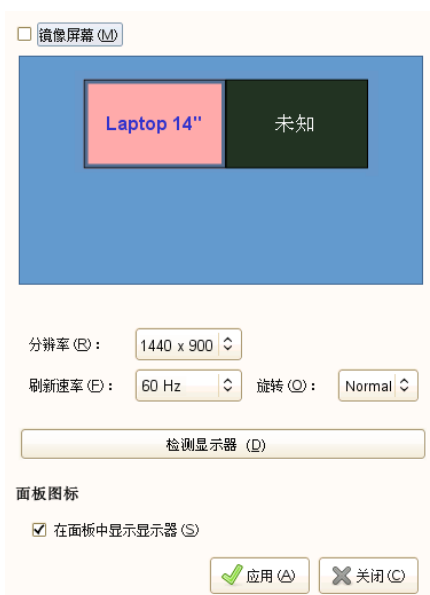 镜像屏幕 (M)
Laptop 14" 未知
分辨率 (R)： 1440 x 900
刷新速率 (F)： 60 Hz 旋转 (O)： Normal
检测显示器 (D)
面板图标
在面板中显示显示器 (S)
应用 (A) 关闭 (C)